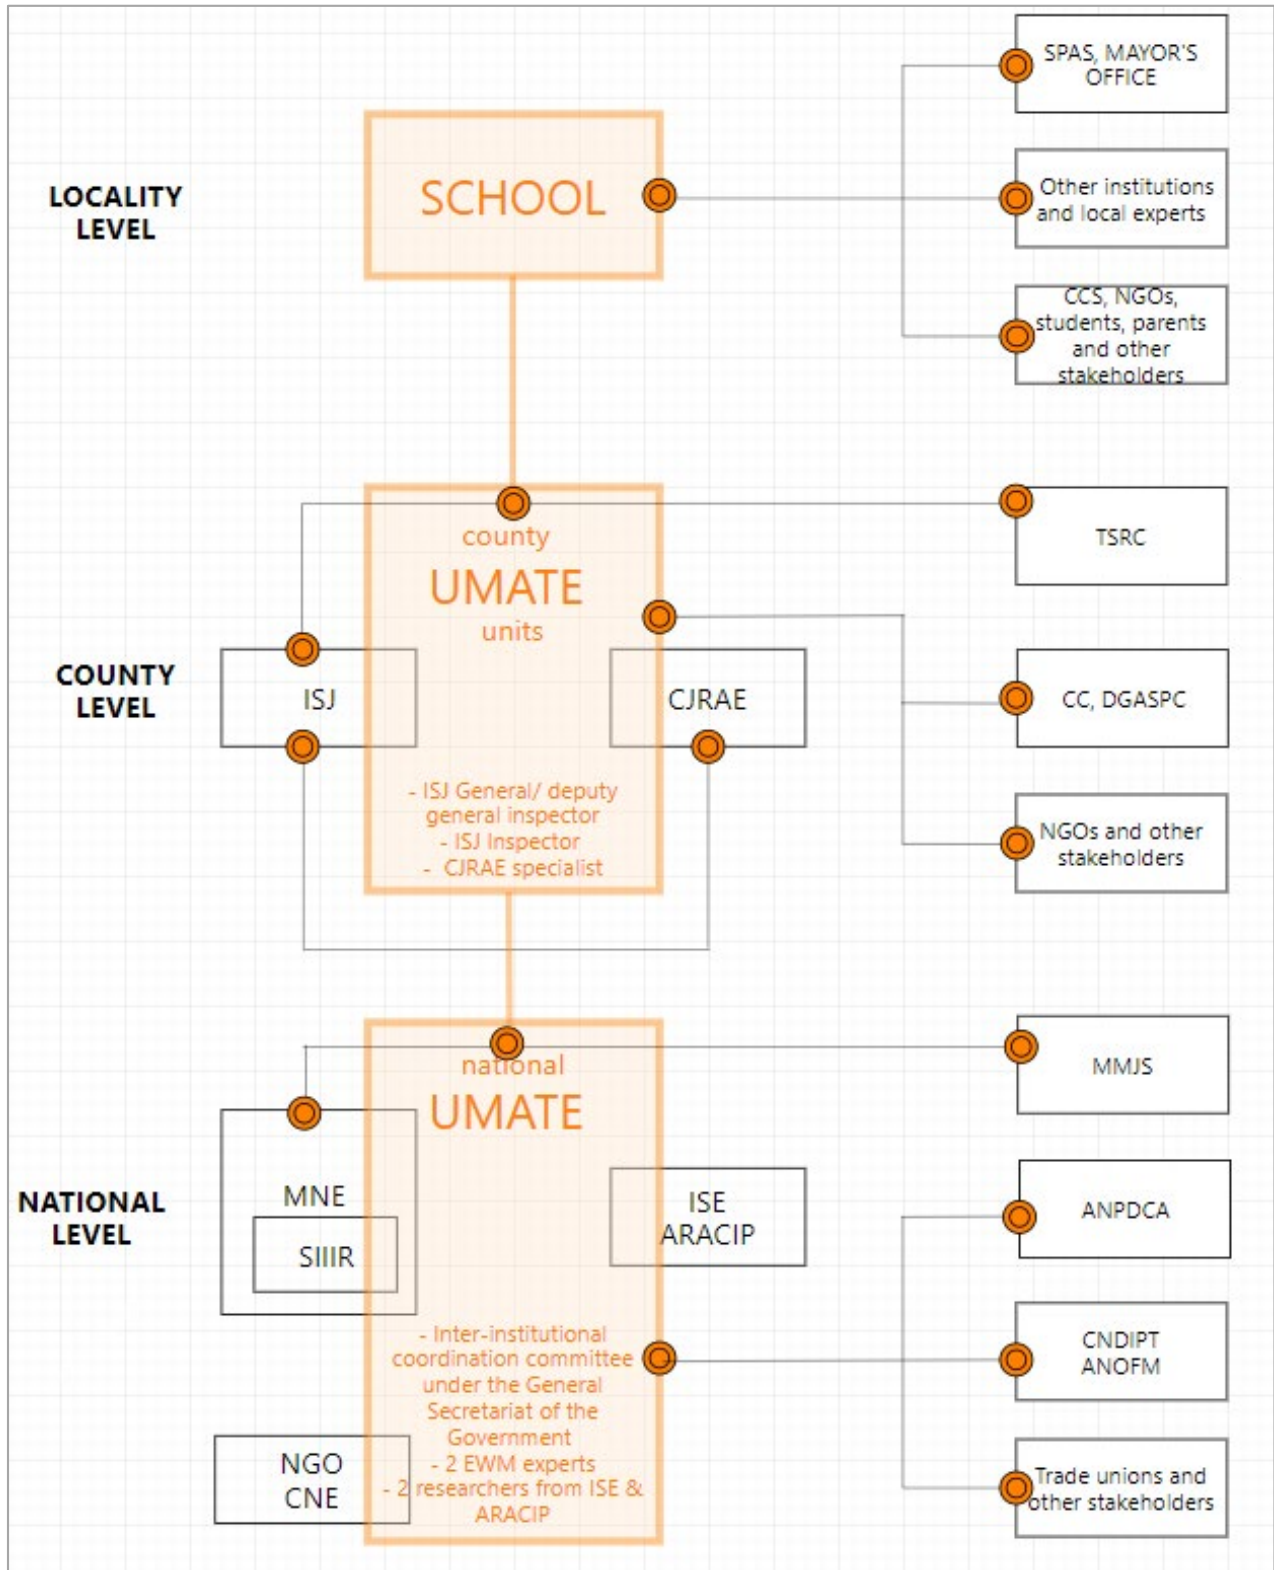 SPAS, MAYOR'S
OFFICE
LOCALITY
LEVEL
SCHOOL
Other institutions
and local experts
CCS, NGOs,
students, parents
and other
stakeholders
county
UMATE
units
TSRC
COUNTY
LEVEL
ISJ
CJRAE
CC, DGASPC
- ISJ General/ deputy
general inspector
- ISJ Inspector
- CJRAE specialist
NGOs and other
stakeholders
national
UMATE
MMJS
NATIONAL
LEVEL
MNE
SIIIR
ISE
ARACIP
ANPDCA
- Inter-institutional
coordination committee
under the General
Secretariat of the
Government
- 2 EWM experts
- 2 researchers from ISE &
ARACIP
CNDIPT
ANOFM
NGO
CNE
Trade unions and
other stakeholders